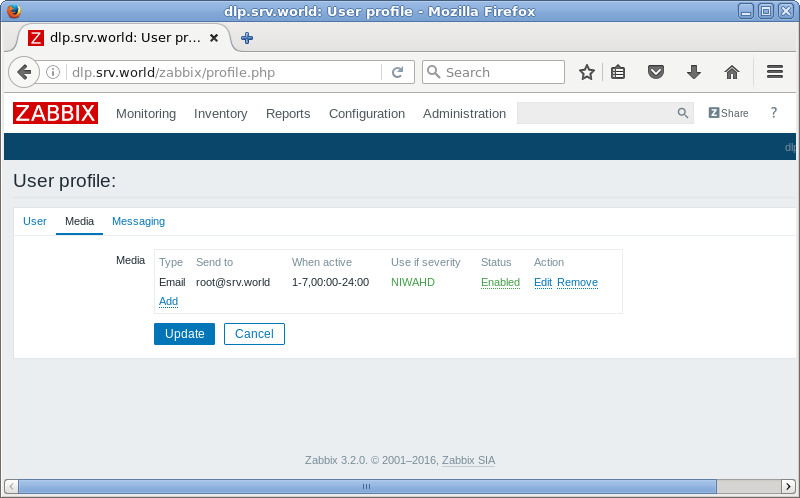 dlp.srv.world: User profile - Mozilla Firefox
ZABBIX dlp.srv.world: User pr...
dlp.srv.world/zabbix/profile.php Search
ZABBIX Monitoring Inventory Reports Configuration Administration Z Share ?
dlp
User profile:
User Media Messaging
Media Type Send to When active Use if severity Status Action
Email root@srv.world 1-7,00:00-24:00 NIWAHD Enabled Edit Remove
Add
Update Cancel
Zabbix 3.2.0. © 2001–2016, Zabbix SIA